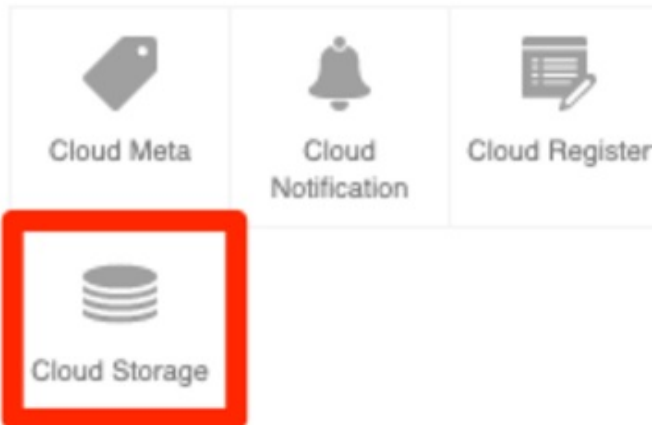 Cloud Meta
Cloud
Notification
Cloud Register
Cloud Storage